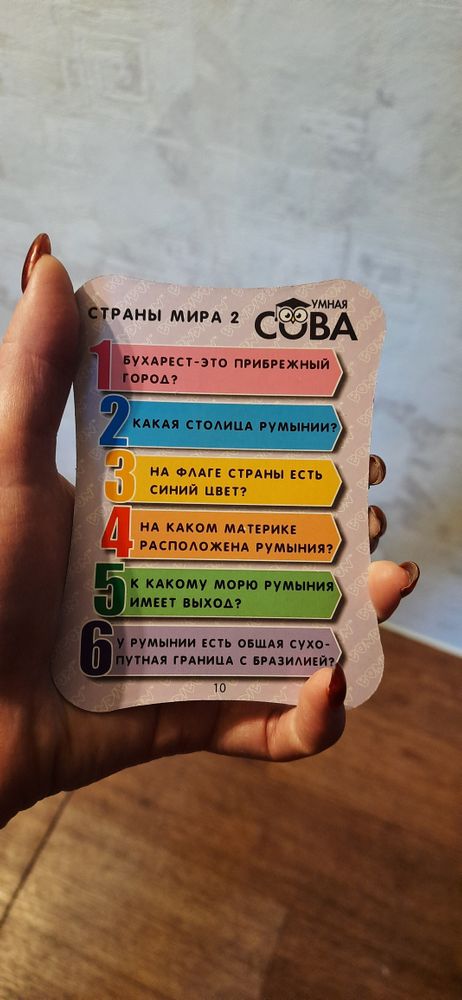 СТРАНЫ МИРА 2
УМНАЯ
СОВА
1
БУХАРЕСТ-ЭТО ПРИБРЕЖНЫЙ
ГОРОД?
2
КАКАЯ СТОЛИЦА РУМЫНИИ?
3
НА ФЛАГЕ СТРАНЫ ЕСТЬ
СИНИЙ ЦВЕТ?
4
НА КАКОМ МАТЕРИКЕ
РАСПОЛОЖЕНА РУМЫНИЯ?
5
К КАКОМУ МОРЮ РУМЫНИЯ
ИМЕЕТ ВЫХОД?
6
У РУМЫНИИ ЕСТЬ ОБЩАЯ СУХО-
ПУТНАЯ ГРАНИЦА С БРАЗИЛИЕЙ?
10